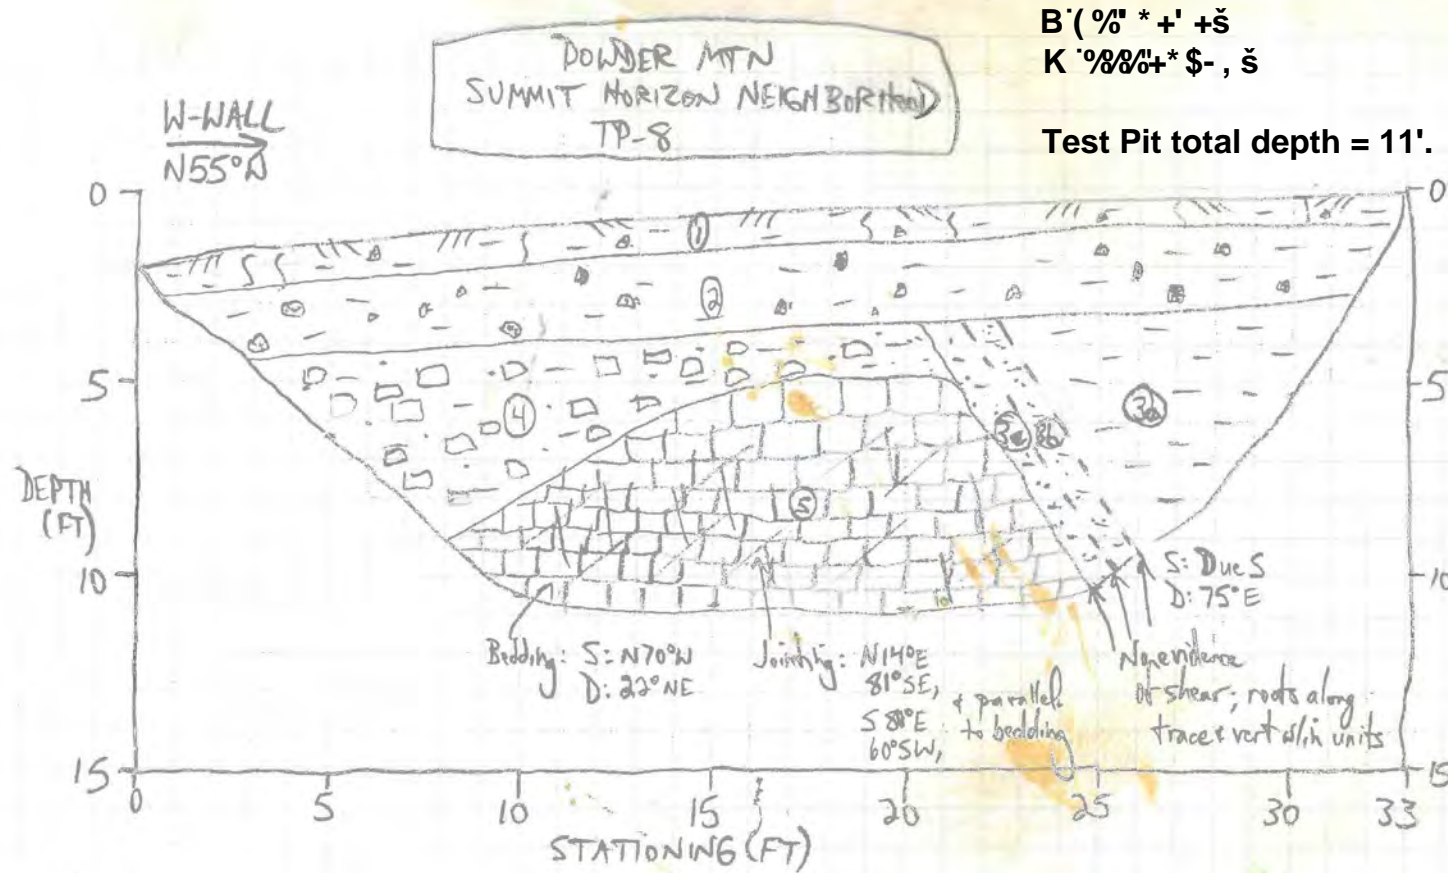 B˙( %' * +' +š
K ˙%%%'+* $- , š
Test Pit total depth = 11'.
POWDER MTN
SUMMIT HORIZON NEIGHBORHOOD
TP-8
W-WALL
N55°W
0
5
10
15
DEPTH
(FT)
0
5
10
15
1
2
4
5
3b
S: Due S
D: 75°E
Bedding: S: N70°W
D: 22°NE
Jointing: N14°E
81°SE,
60°SW,
& parallel
to bedding
No evidence
of shear; roots along
trace & vert w/in units
0 5 10 15 20 25 30 33
STATIONING (FT)